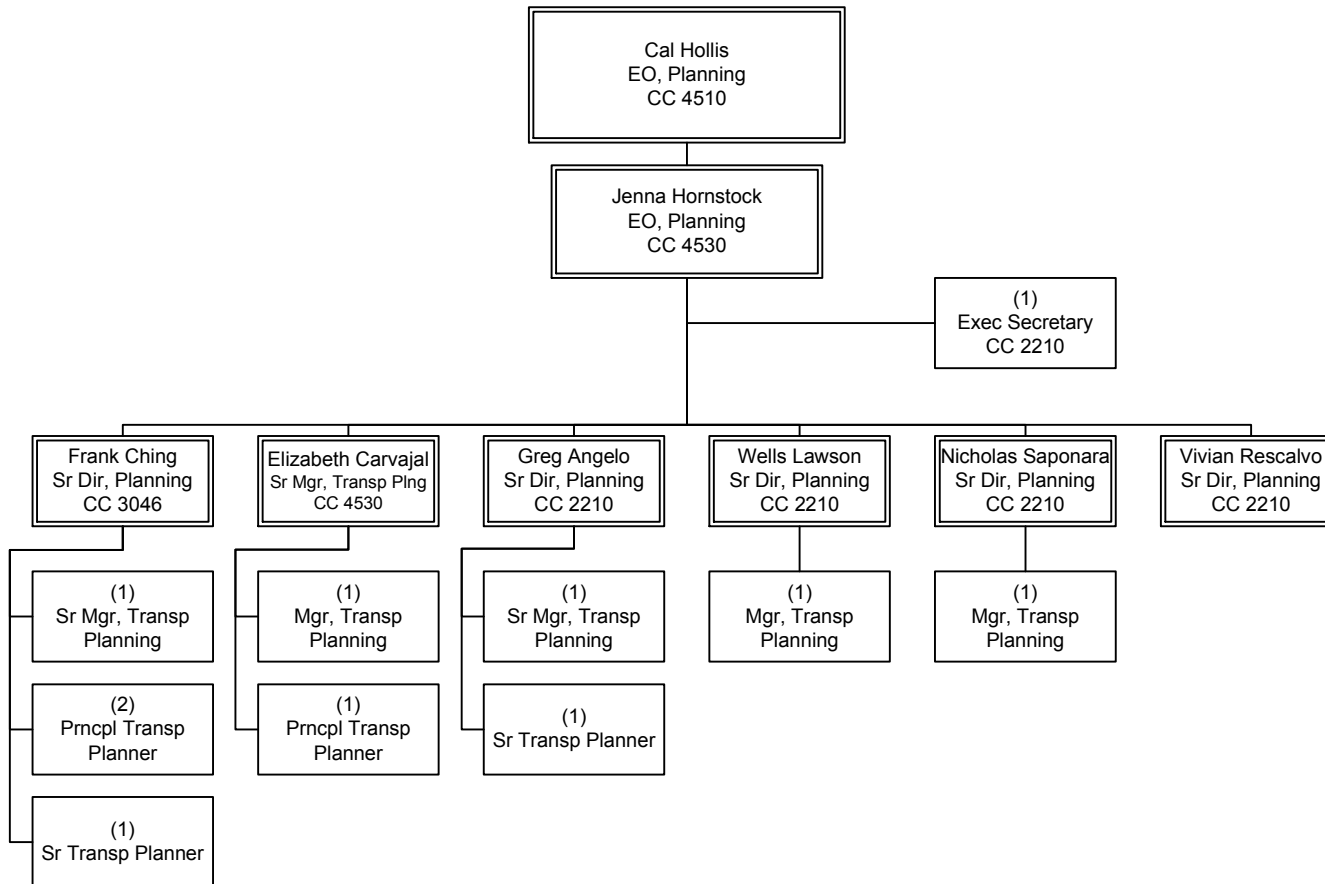 Cal Hollis
EO, Planning
CC 4510
Jenna Hornstock
EO, Planning
CC 4530
(1)
Exec Secretary
CC 2210
Frank Ching
Sr Dir, Planning
CC 3046
Elizabeth Carvajal
Sr Mgr, Transp Plng
CC 4530
Greg Angelo
Sr Dir, Planning
CC 2210
Wells Lawson
Sr Dir, Planning
CC 2210
Nicholas Saponara
Sr Dir, Planning
CC 2210
Vivian Rescalvo
Sr Dir, Planning
CC 2210
(1)
Sr Mgr, Transp
Planning
(1)
Mgr, Transp
Planning
(1)
Sr Mgr, Transp
Planning
(1)
Mgr, Transp
Planning
(1)
Mgr, Transp
Planning
(2)
Prncpl Transp
Planner
(1)
Prncpl Transp
Planner
(1)
Sr Transp Planner
(1)
Sr Transp Planner